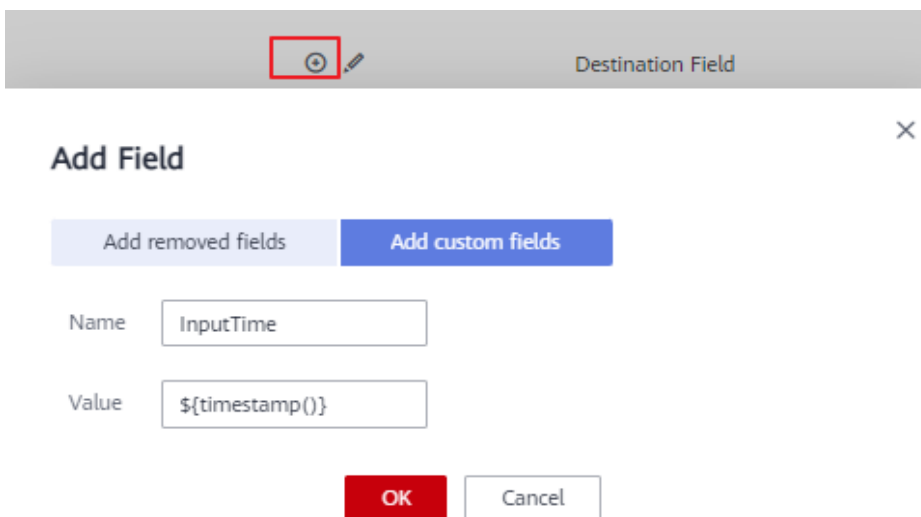 Destination Field
Add Field
Add removed fields
Add custom fields
Name
InputTime
Value
${timestamp()}
OK
Cancel